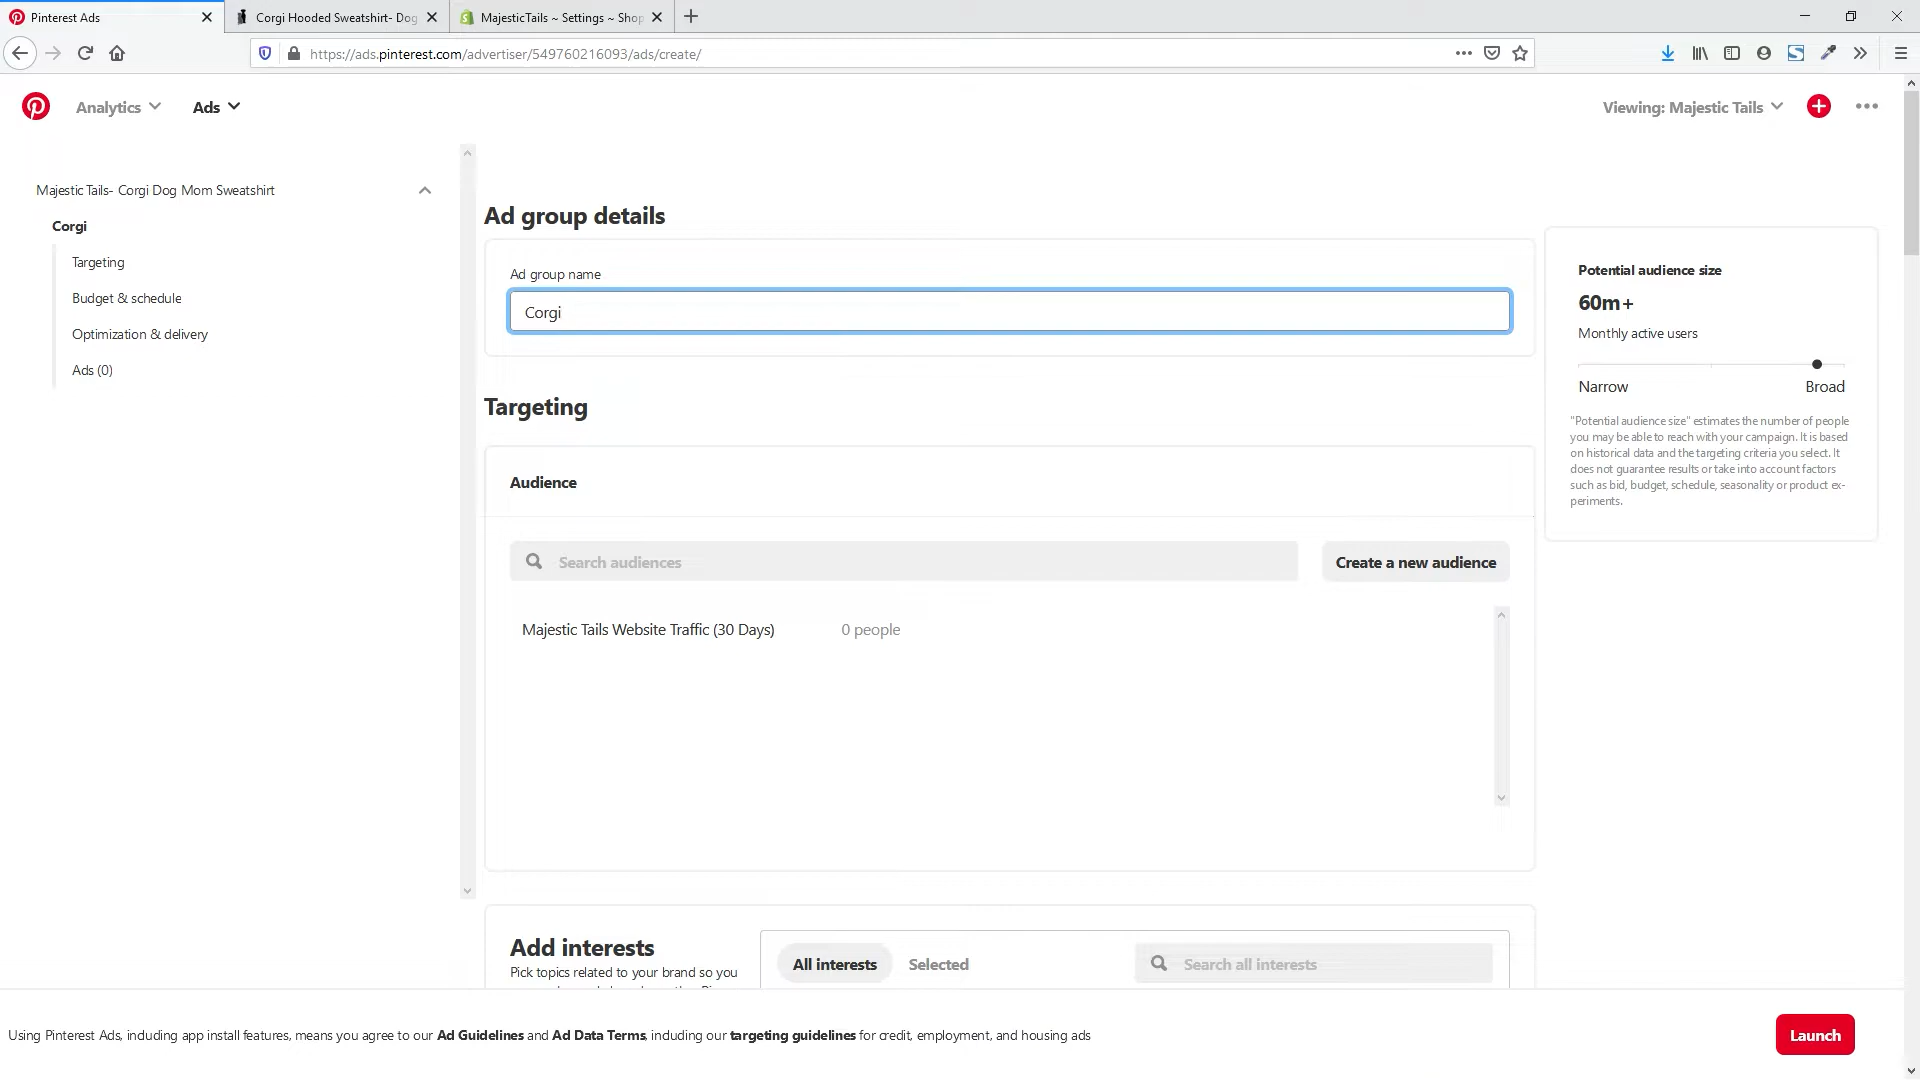 Pinterest Ads
Corgi Hooded Sweatshirt- Dog
MajesticTails ~ Settings ~ Shop
https://ads.pinterest.com/advertiser/549760216093/ads/create/
Analytics
Ads
Viewing: Majestic Tails
Majestic Tails- Corgi Dog Mom Sweatshirt
Corgi
Targeting
Budget & schedule
Optimization & delivery
Ads (0)
Ad group details
Ad group name
Corgi
Targeting
Audience
Search audiences
Create a new audience
Majestic Tails Website Traffic (30 Days) 0 people
Potential audience size
60m+
Monthly active users
Narrow Broad
"Potential audience size" estimates the number of people
you may be able to reach with your campaign. It is based
on historical data and the targeting criteria you select. It
does not guarantee results or take into account factors
such as bid, budget, schedule, seasonality or product ex-
periments.
Add interests
Pick topics related to your brand so you
All interests Selected Search all interests
Using Pinterest Ads, including app install features, means you agree to our Ad Guidelines and Ad Data Terms, including our targeting guidelines for credit, employment, and housing ads
Launch